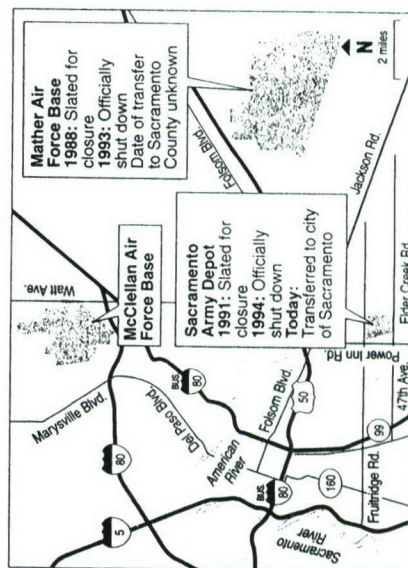 Mather Air
Force Base
1988: Slated for
closure
1993: Officially
shut down
Date of transfer
to Sacramento
County unknown
Watt Ave.
McClellan Air
Force Base
Sacramento
Army Depot
1991: Slated for
closure
1994: Officially
shut down
Today:
Transferred to city
of Sacramento
Folsom Blvd.
N
2 miles
Jackson Rd.
Marysville Blvd.
Del Paso Blvd.
BUS.
80
80
5
American
River
Folsom Blvd.
50
BUS.
80
160
99
Sacramento
River
Fruitridge Rd.
47th Ave.
Power Inn Rd.
Elder Creek Rd.